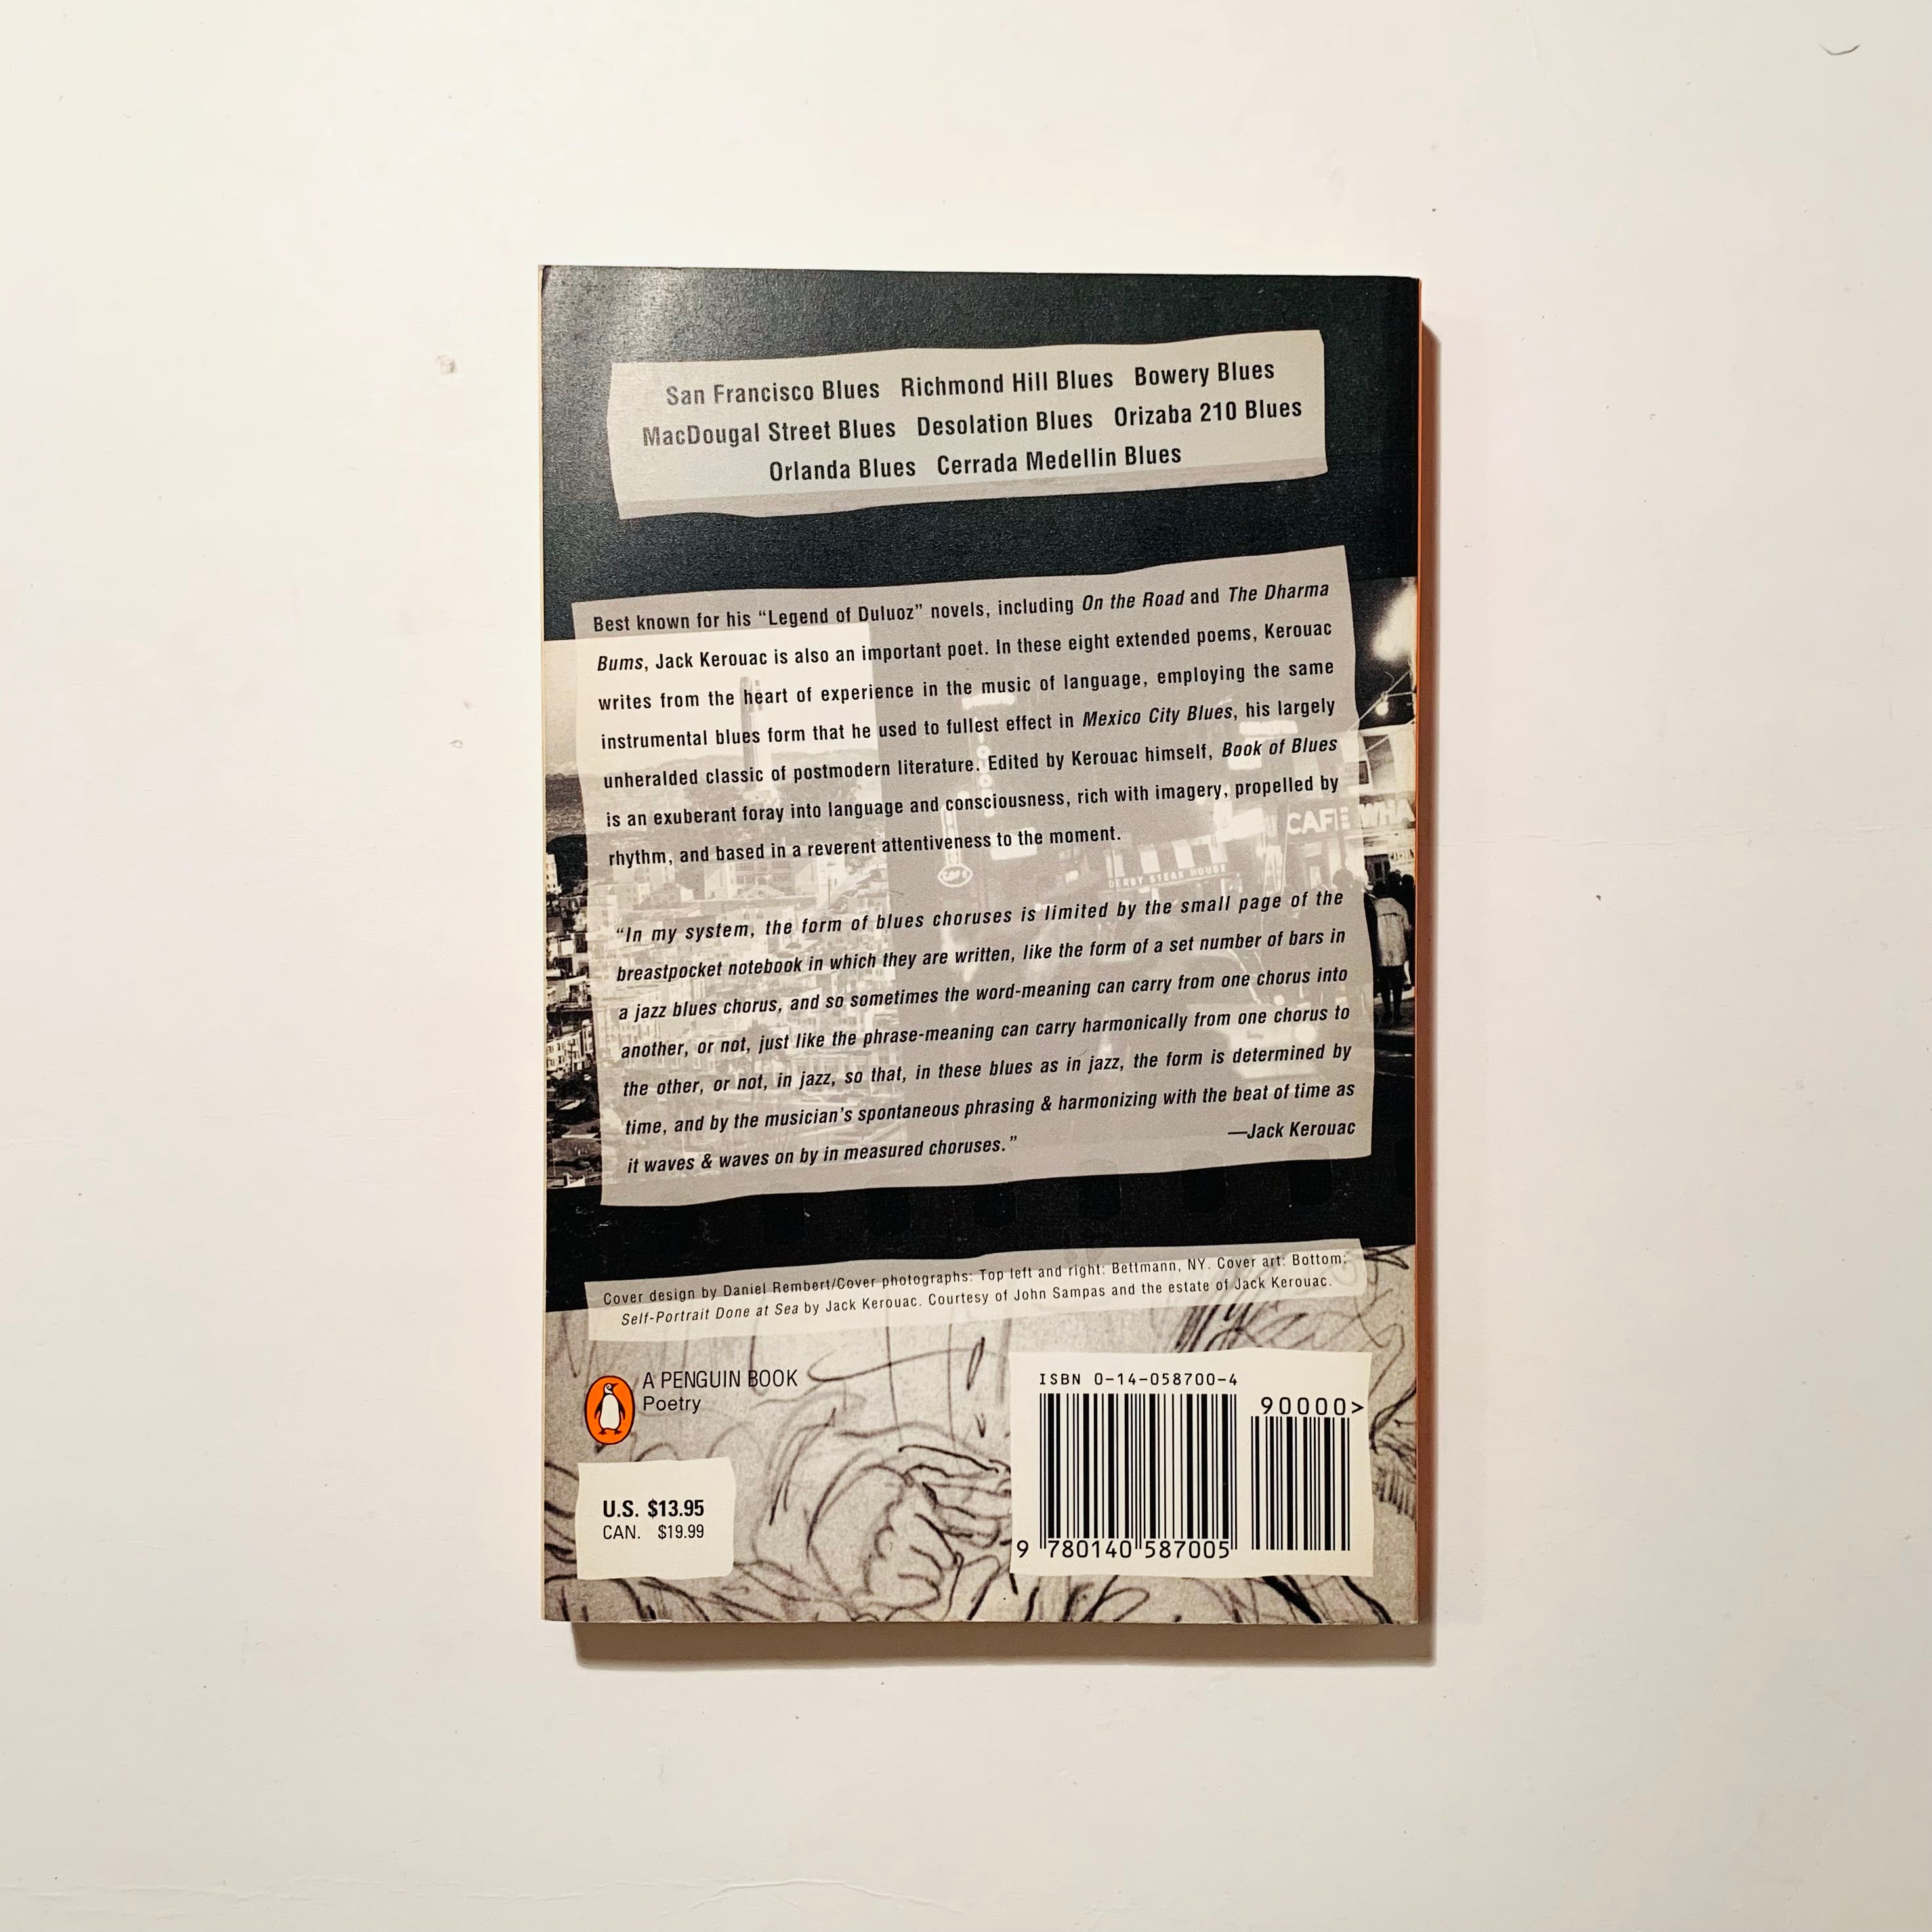 San Francisco Blues Richmond Hill Blues Bowery Blues
MacDougal Street Blues Desolation Blues Orizaba 210 Blues
Orlanda Blues Cerrada Medellin Blues
Best known for his “Legend of Duluoz” novels, including On the Road and The Dharma
Bums, Jack Kerouac is also an important poet. In these eight extended poems, Kerouac
writes from the heart of experience in the music of language, employing the same
instrumental blues form that he used to fullest effect in Mexico City Blues, his largely
unheralded classic of postmodern literature. Edited by Kerouac himself, Book of Blues
is an exuberant foray into language and consciousness, rich with imagery, propelled by
rhythm, and based in a reverent attentiveness to the moment.
CAFE WHA
CAFE
DERBY STEAK HOUSE
“In my system, the form of blues choruses is limited by the small page of the
breastpocket notebook in which they are written, like the form of a set number of bars in
a jazz blues chorus, and so sometimes the word-meaning can carry from one chorus into
another, or not, just like the phrase-meaning can carry harmonically from one chorus to
the other, or not, in jazz, so that, in these blues as in jazz, the form is determined by
time, and by the musician’s spontaneous phrasing & harmonizing with the beat of time as
it waves & waves on by in measured choruses.” —Jack Kerouac
Cover design by Daniel Rembert/Cover photographs: Top left and right: Bettmann, NY. Cover art: Bottom:
Self-Portrait Done at Sea by Jack Kerouac. Courtesy of John Sampas and the estate of Jack Kerouac.
A PENGUIN BOOK
Poetry
U.S. $13.95
CAN. $19.99
ISBN 0-14-058700-4
90000>
9 780140 587005